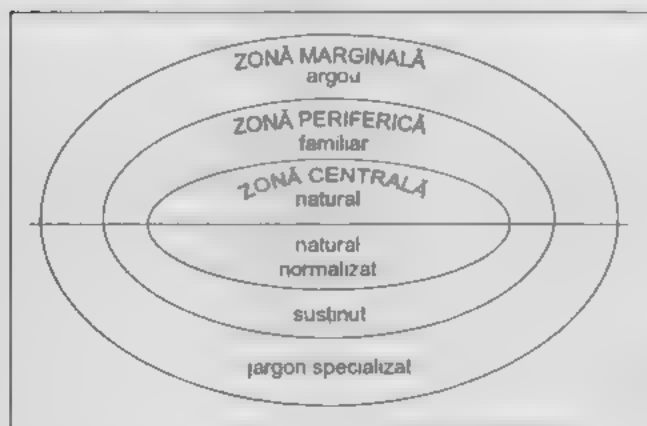 ZONĂ MARGINALĂ
argou
ZONĂ PERIFERICĂ
familiar
ZONĂ CENTRALĂ
natural
natural
normalizat
susținut
jargon specializat